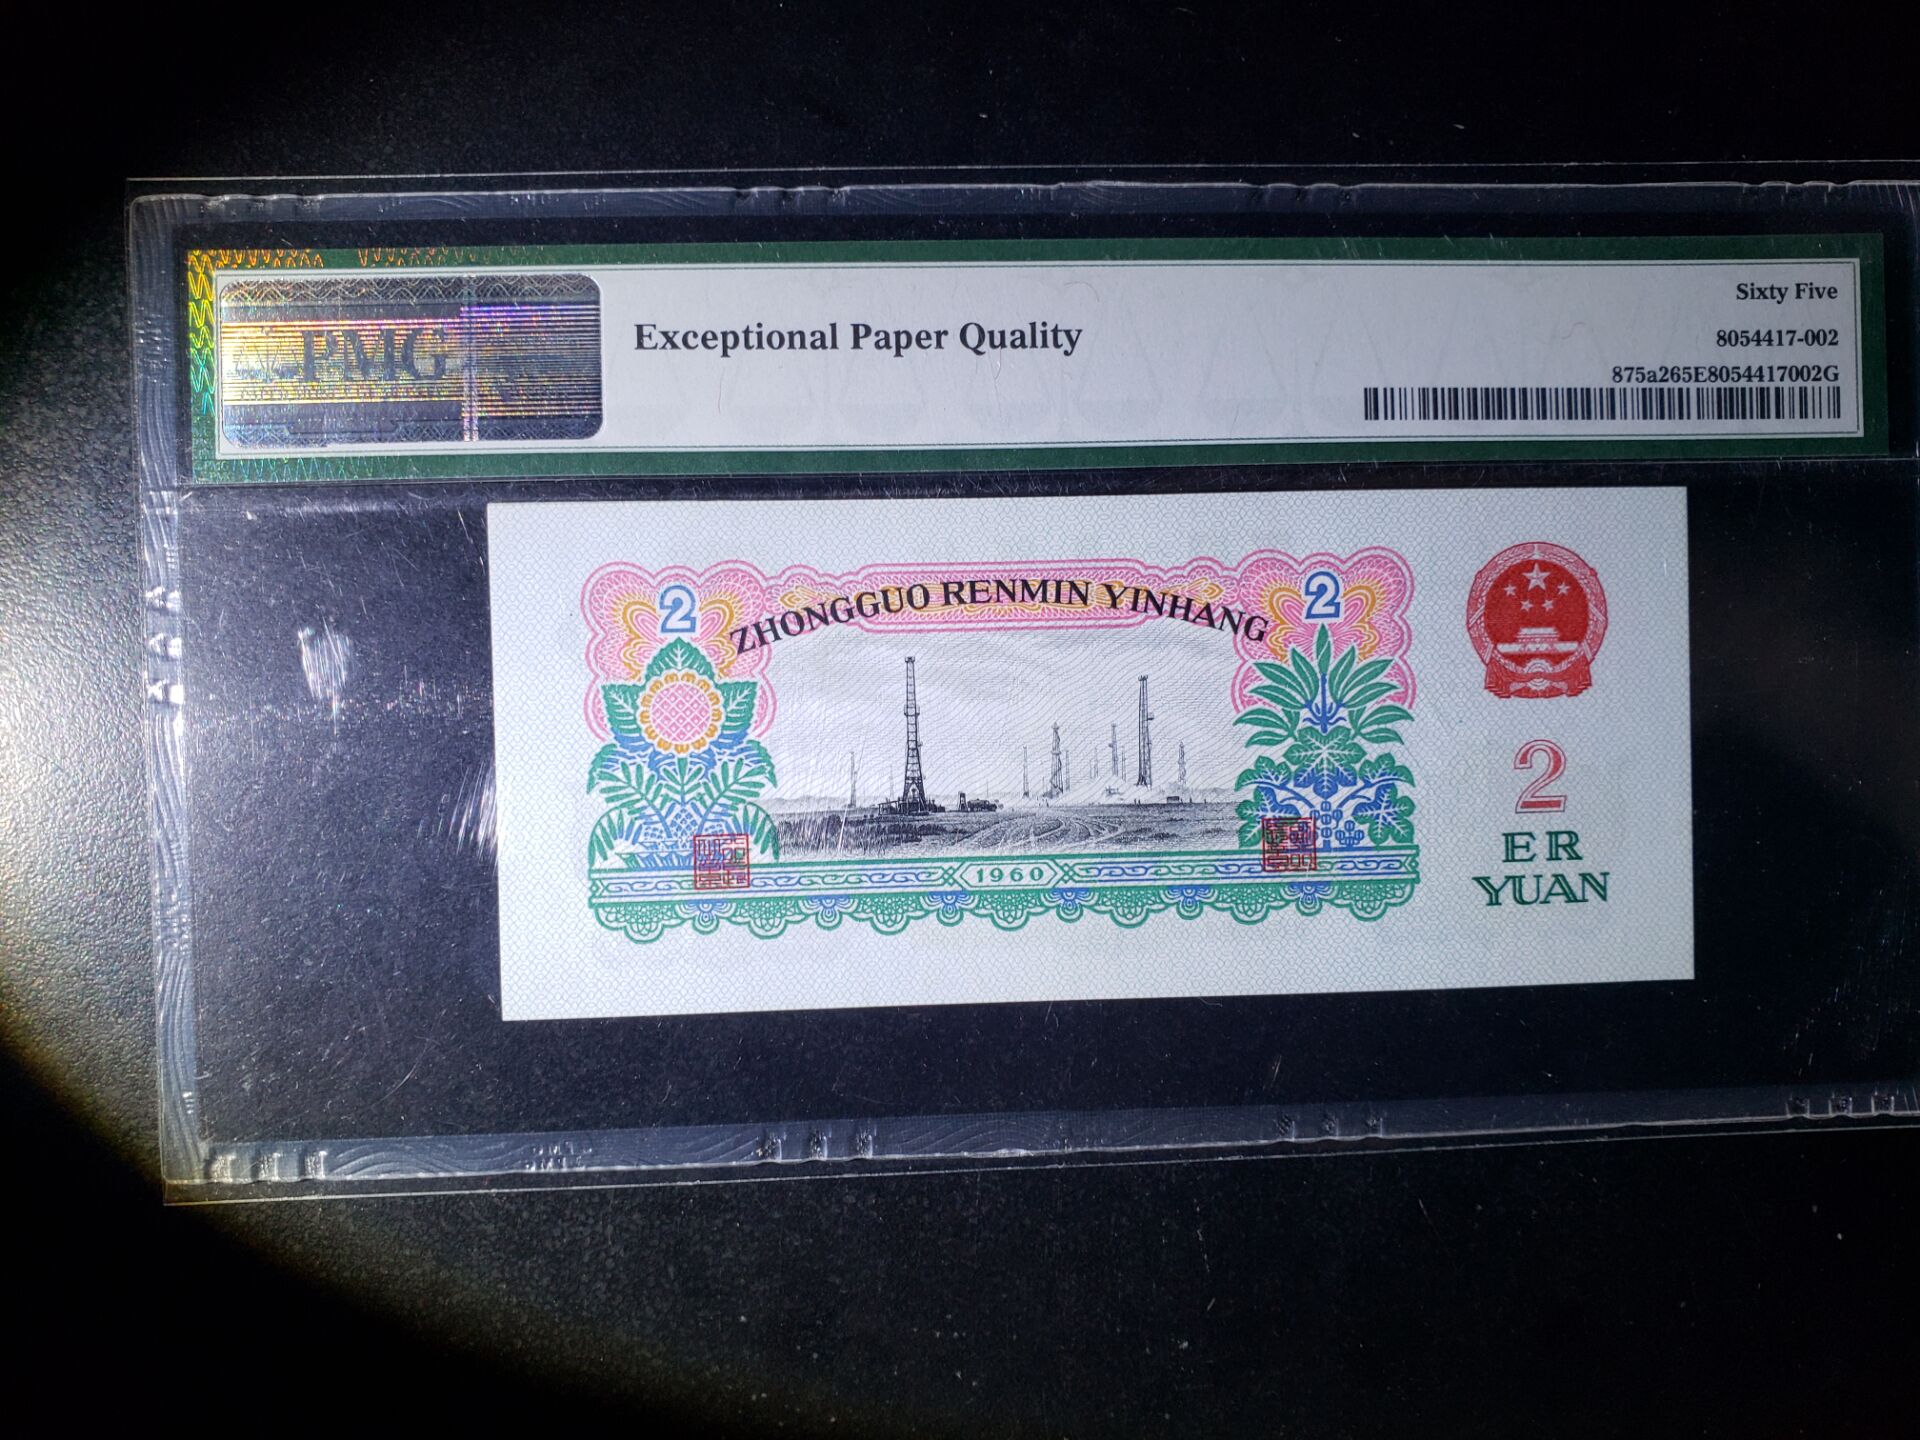 PMG
Exceptional Paper Quality
Sixty Five
8054417-002
875a265E8054417002G
2
ZHONGGUO RENMIN YINHANG
2
1960
2
ER
YUAN